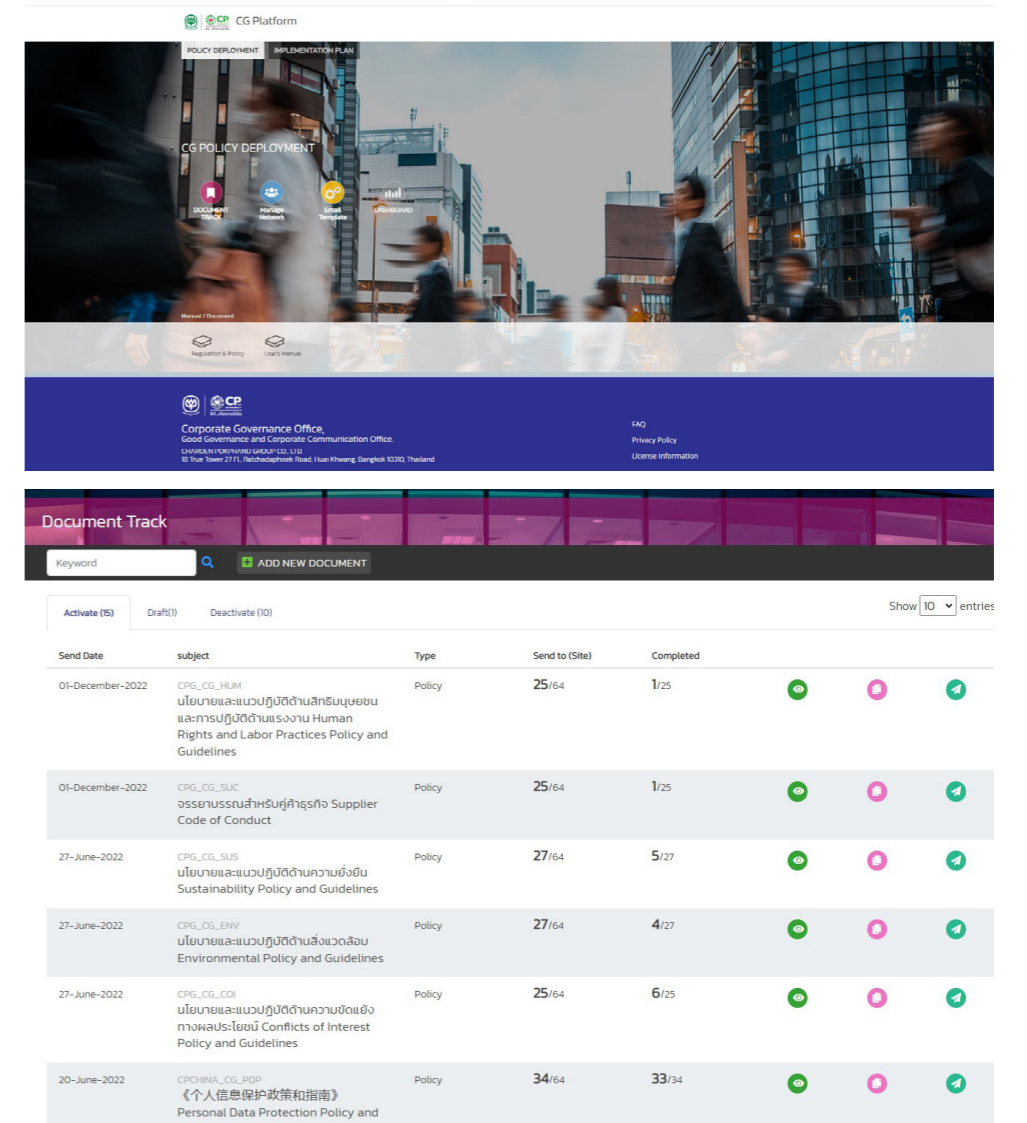 CP CG Platform
POLICY DEPLOYMENT IMPLEMENTATION PLAN
CG POLICY DEPLOYMENT
DOCUMENT TRACK
Manage Network
Email Template
DASHBOARD
Manual / Document
Regulation & Policy User's Manual
CP
Corporate Governance Office,
Good Governance and Corporate Communication Office.
CHAROEN POKPHAND GROUP CO., LTD.
18 True Tower 27 Fl., Ratchadaphisek Road, Huai Khwang, Bangkok 10310, Thailand
FAQ
Privacy Policy
License Information
Document Track
Keyword ADD NEW DOCUMENT
Activate (15) Draft(1) Deactivate (10) Show 10 entries
Send Date subject Type Send to (Site) Completed
01-December-2022 CPG_CG_HUM Policy 25/64 1/25
นโยบายและแนวปฏิบัติด้านสิทธิมนุษยชน
และการปฏิบัติด้านแรงงาน Human
Rights and Labor Practices Policy and
Guidelines
01-December-2022 CPG_CG_SUC Policy 25/64 1/25
จรรยาบรรณสำหรับคู่ค้าธุรกิจ Supplier
Code of Conduct
27-June-2022 CPG_CG_SUS Policy 27/64 5/27
นโยบายและแนวปฏิบัติด้านความยั่งยืน
Sustainability Policy and Guidelines
27-June-2022 CPG_CG_ENV Policy 27/64 4/27
นโยบายและแนวปฏิบัติด้านสิ่งแวดล้อม
Environmental Policy and Guidelines
27-June-2022 CPG_CG_COI Policy 25/64 6/25
นโยบายและแนวปฏิบัติด้านความขัดแย้ง
ทางผลประโยชน์ Conflicts of Interest
Policy and Guidelines
20-June-2022 CPCHINA_CG_PDP Policy 34/64 33/34
《个人信息保护政策和指南》
Personal Data Protection Policy and